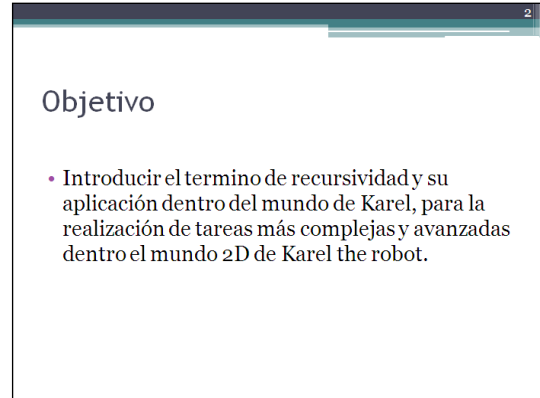 2
Objetivo
• Introducir el termino de recursividad y su
aplicación dentro del mundo de Karel, para la
realización de tareas más complejas y avanzadas
dentro el mundo 2D de Karel the robot.